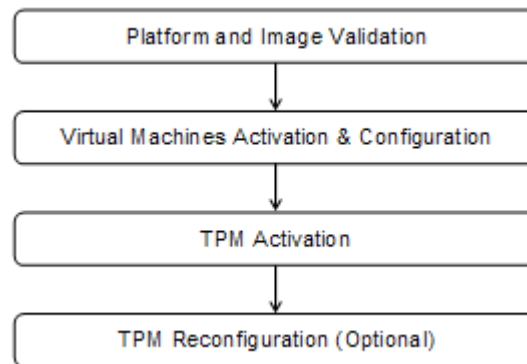 Platform and Image Validation
Virtual Machines Activation & Configuration
TPM Activation
TPM Reconfiguration (Optional)